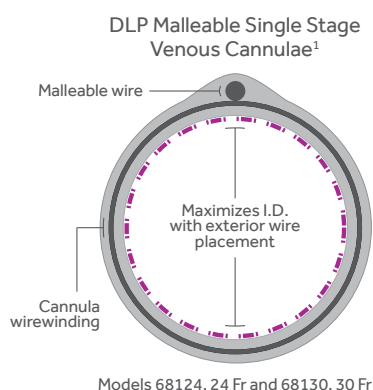 DLP Malleable Single Stage
Venous Cannulae¹
Malleable wire
Maximizes I.D.
with exterior wire
placement
Cannula
wirewinding
Models 68124, 24 Fr and 68130, 30 Fr